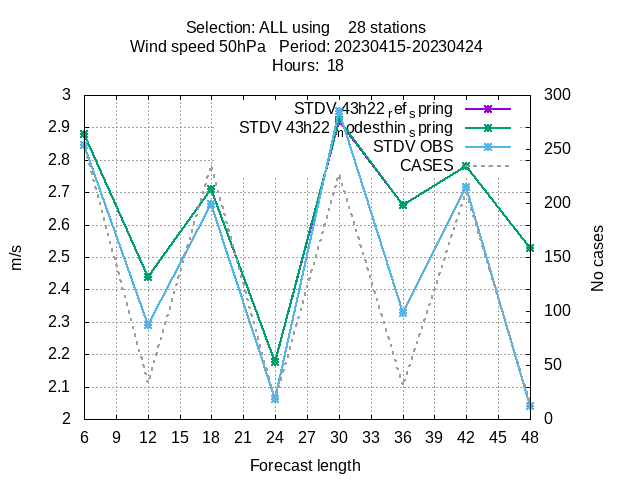 Selection: ALL using 28 stations
Wind speed 50hPa Period: 20230415-20230424
Hours: 18
STDV 43h22_ref_spring
STDV 43h22_modesthin_spring
STDV OBS
CASES
3
2.9
2.8
2.7
2.6
2.5
2.4
2.3
2.2
2.1
2
300
250
200
150
100
50
0
m/s
No cases
6 9 12 15 18 21 24 27 30 33 36 39 42 45 48
Forecast length